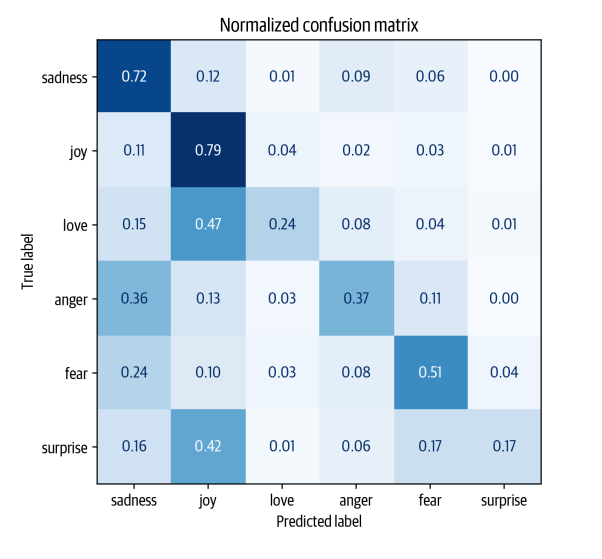 Normalized confusion matrix
True label
sadness 0.72 0.12 0.01 0.09 0.06 0.00
joy 0.11 0.79 0.04 0.02 0.03 0.01
love 0.15 0.47 0.24 0.08 0.04 0.01
anger 0.36 0.13 0.03 0.37 0.11 0.00
fear 0.24 0.10 0.03 0.08 0.51 0.04
surprise 0.16 0.42 0.01 0.06 0.17 0.17
sadness joy love anger fear surprise
Predicted label